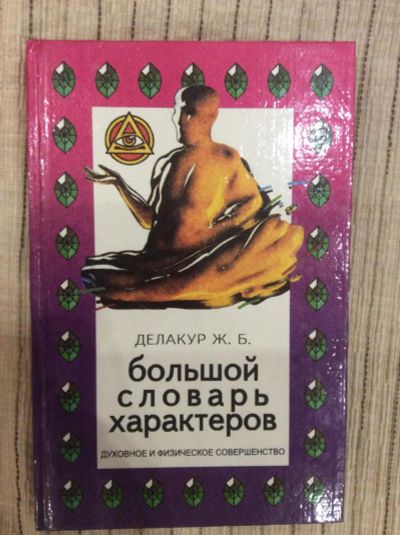 ДЕЛАКУР Ж. Б.
большой
словарь
характеров
ДУХОВНОЕ И ФИЗИЧЕСКОЕ СОВЕРШЕНСТВО